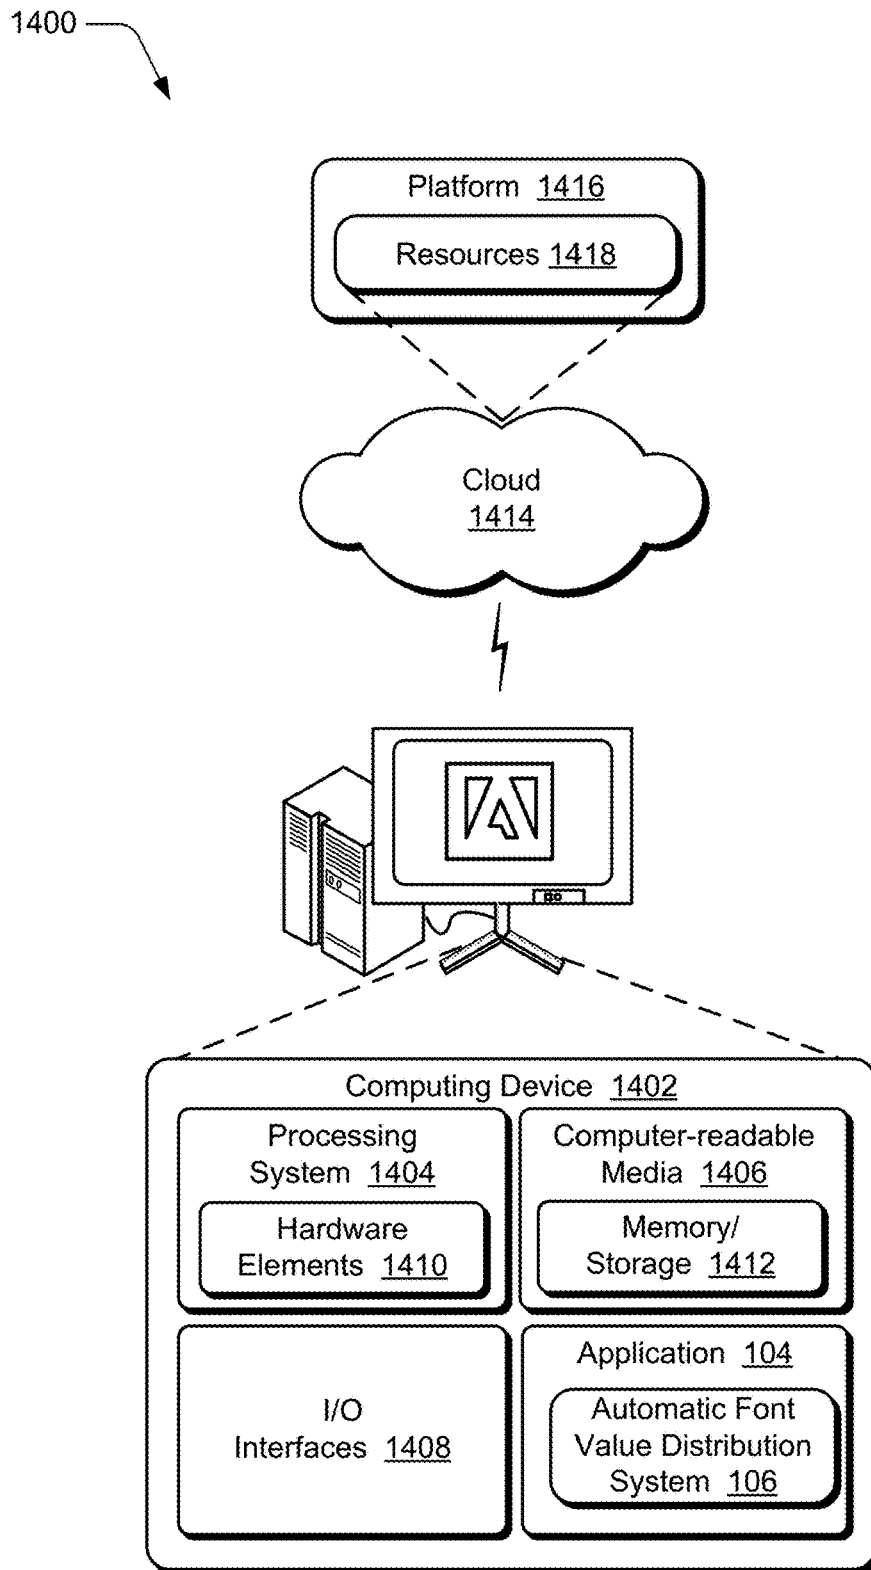 1400
Platform 1416
Resources 1418
Cloud
1414
Computing Device 1402
Processing
System 1404
Hardware
Elements 1410
Computer-readable
Media 1406
Memory/
Storage 1412
I/O
Interfaces 1408
Application 104
Automatic Font
Value Distribution
System 106